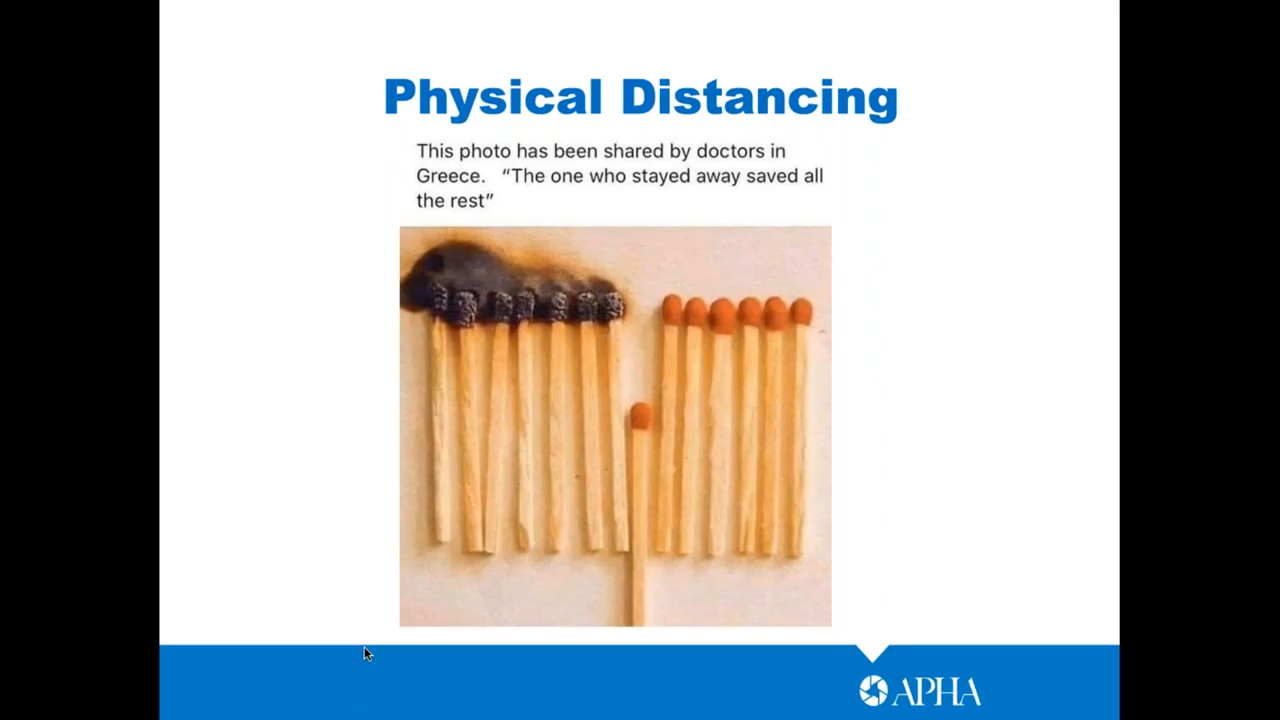 Physical Distancing
This photo has been shared by doctors in
Greece. “The one who stayed away saved all
the rest”
APHA